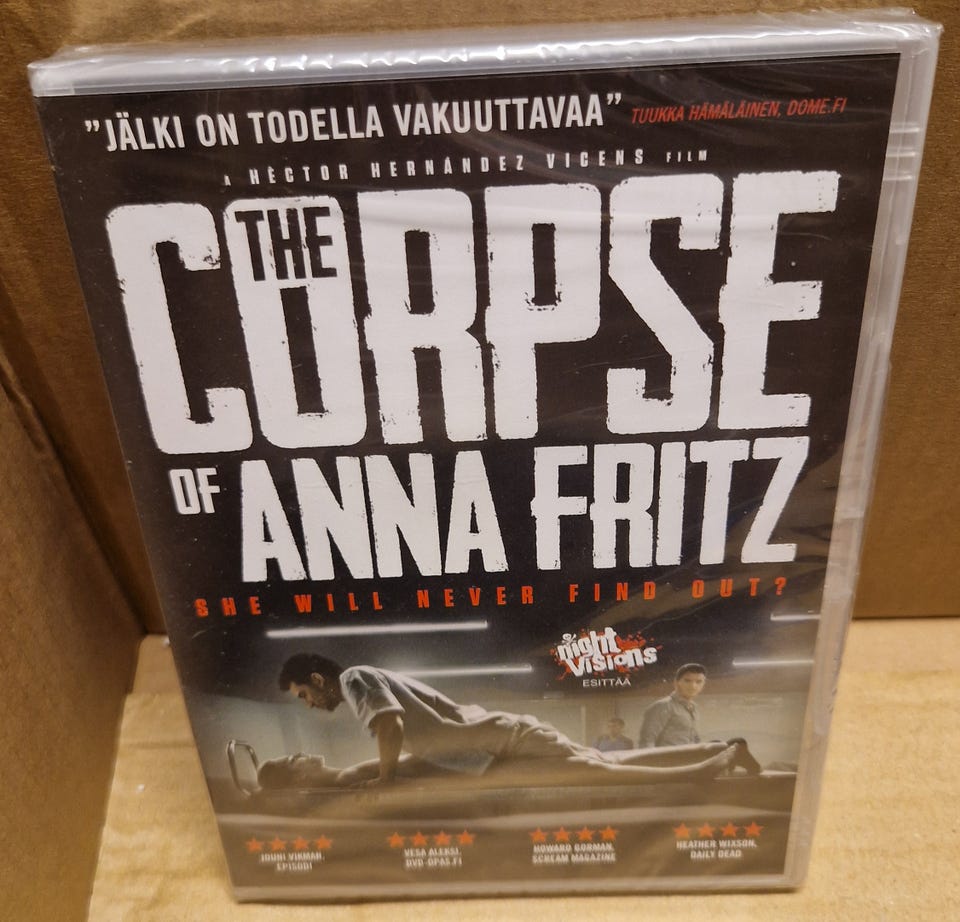 "JÄLKI ON TODELLA VAKUUTTAVAA" TUUKKA HÄMÄLÄINEN, DOME.FI
A HÈCTOR HERNÁNDEZ VICENS FILM
THE
CORPSE
OF ANNA FRITZ
SHE WILL NEVER FIND OUT?
night
visions
ESITTÄÄ
★★★★ ★★★★ ★★★★ ★★★★
JOUNI VIKMAN, VESA ALEKSI, HOWARD GORMAN, HEATHER WIXSON,
EPISODI DVD-OPAS.FI SCREAM MAGAZINE DAILY DEAD